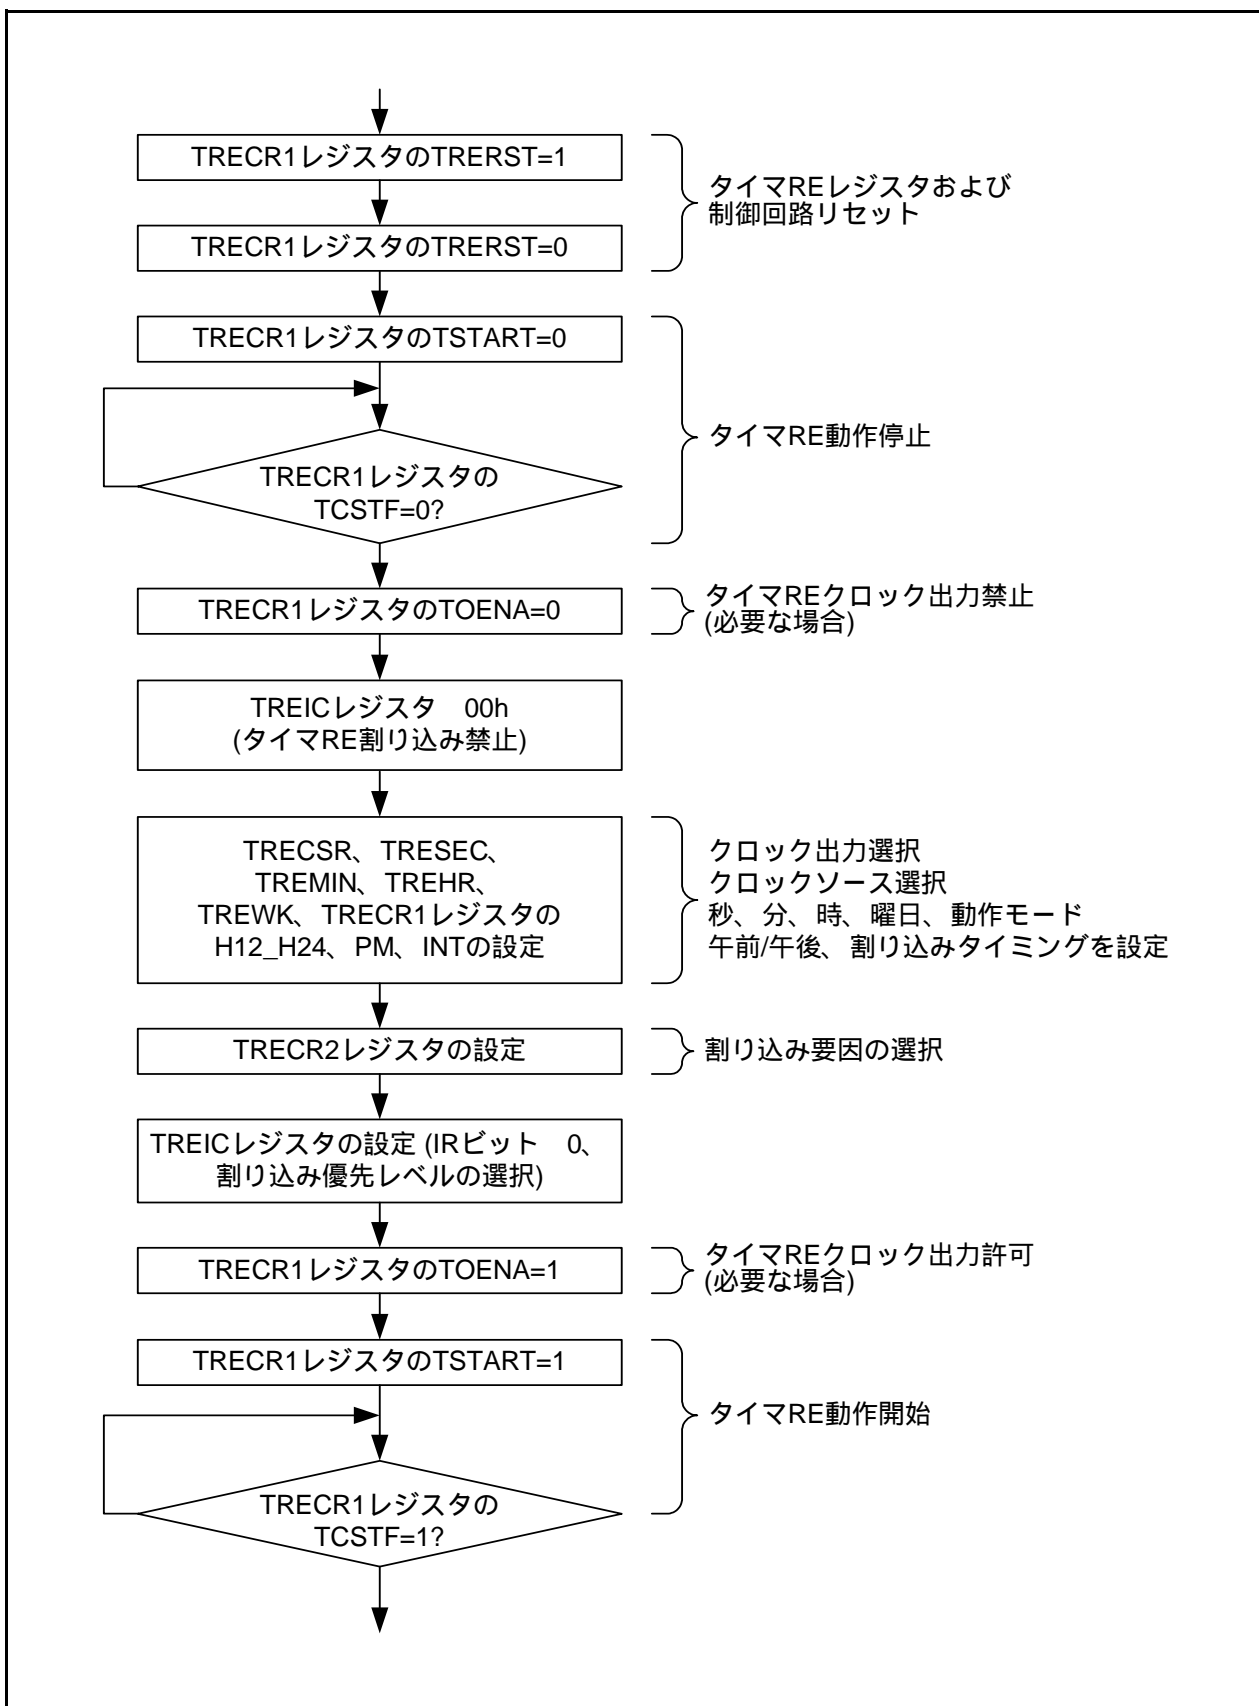 TRECR1レジスタのTRERST=1
TRECR1レジスタのTRERST=0
タイマREレジスタおよび
制御回路リセット
TRECR1レジスタのTSTART=0
TRECR1レジスタの
TCSTF=0?
タイマRE動作停止
TRECR1レジスタのTOENA=0
タイマREクロック出力禁止
(必要な場合)
TREICレジスタ　00h
(タイマRE割り込み禁止)
TRECSR、TRESEC、
TREMIN、TREHR、
TREWK、TRECR1レジスタの
H12_H24、PM、INTの設定
クロック出力選択
クロックソース選択
秒、分、時、曜日、動作モード
午前/午後、割り込みタイミングを設定
TRECR2レジスタの設定
割り込み要因の選択
TREICレジスタの設定 (IRビット　0、
割り込み優先レベルの選択)
TRECR1レジスタのTOENA=1
タイマREクロック出力許可
(必要な場合)
TRECR1レジスタのTSTART=1
TRECR1レジスタの
TCSTF=1?
タイマRE動作開始